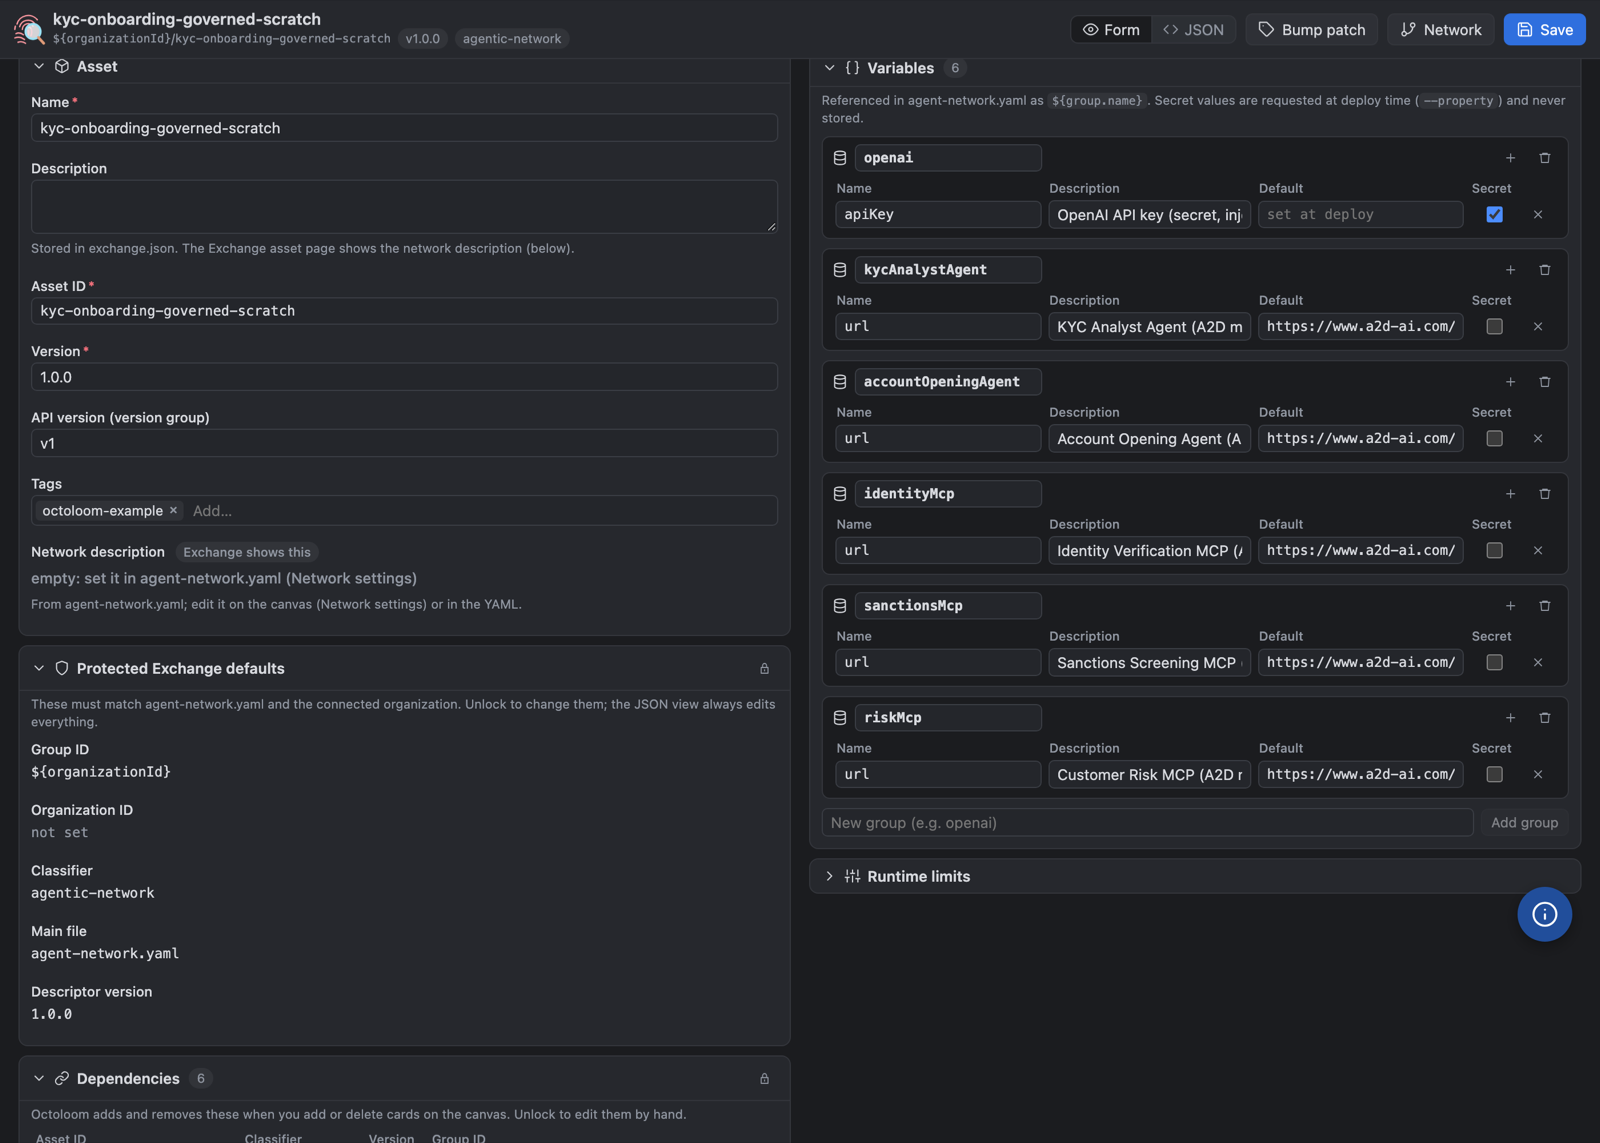 kyc-onboarding-governed-scratch
${organizationId}/kyc-onboarding-governed-scratch
v1.0.0
agentic-network
Form
<> JSON
Bump patch
Network
Save
Asset
Name*
kyc-onboarding-governed-scratch
Description
Stored in exchange.json. The Exchange asset page shows the network description (below).
Asset ID*
kyc-onboarding-governed-scratch
Version*
1.0.0
API version (version group)
v1
Tags
octoloom-example ×
Add...
Network description
Exchange shows this
empty: set it in agent-network.yaml (Network settings)
From agent-network.yaml; edit it on the canvas (Network settings) or in the YAML.
Protected Exchange defaults
These must match agent-network.yaml and the connected organization. Unlock to change them; the JSON view always edits
everything.
Group ID
${organizationId}
Organization ID
not set
Classifier
agentic-network
Main file
agent-network.yaml
Descriptor version
1.0.0
Dependencies 6
Octoloom adds and removes these when you add or delete cards on the canvas. Unlock to edit them by hand.
Asset ID Classifier Version Group ID
{} Variables 6
Referenced in agent-network.yaml as ${group.name} . Secret values are requested at deploy time ( --property ) and never
stored.
openai
Name Description Default Secret
apiKey OpenAI API key (secret, inj set at deploy
kycAnalystAgent
Name Description Default Secret
url KYC Analyst Agent (A2D m https://www.a2d-ai.com/
accountOpeningAgent
Name Description Default Secret
url Account Opening Agent (A https://www.a2d-ai.com/
identityMcp
Name Description Default Secret
url Identity Verification MCP (A https://www.a2d-ai.com/
sanctionsMcp
Name Description Default Secret
url Sanctions Screening MCP https://www.a2d-ai.com/
riskMcp
Name Description Default Secret
url Customer Risk MCP (A2D r https://www.a2d-ai.com/
New group (e.g. openai)
Add group
Runtime limits